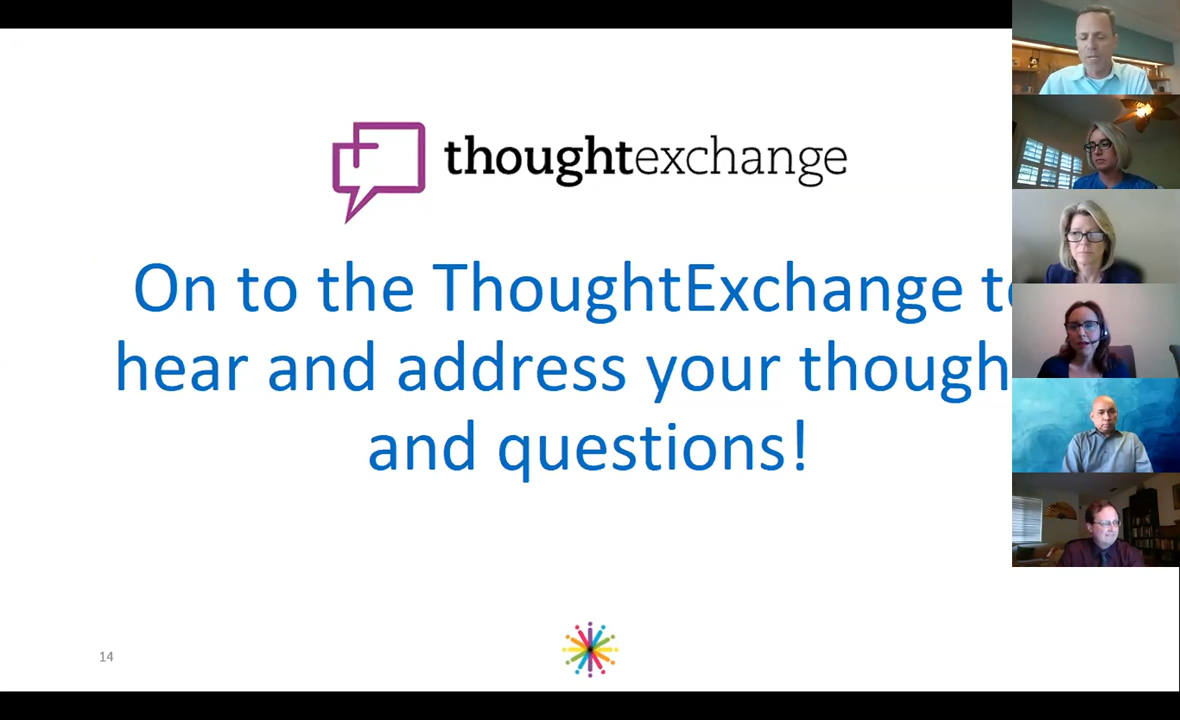 thoughtexchange
On to the ThoughtExchange
hear and address your
and questions!
14